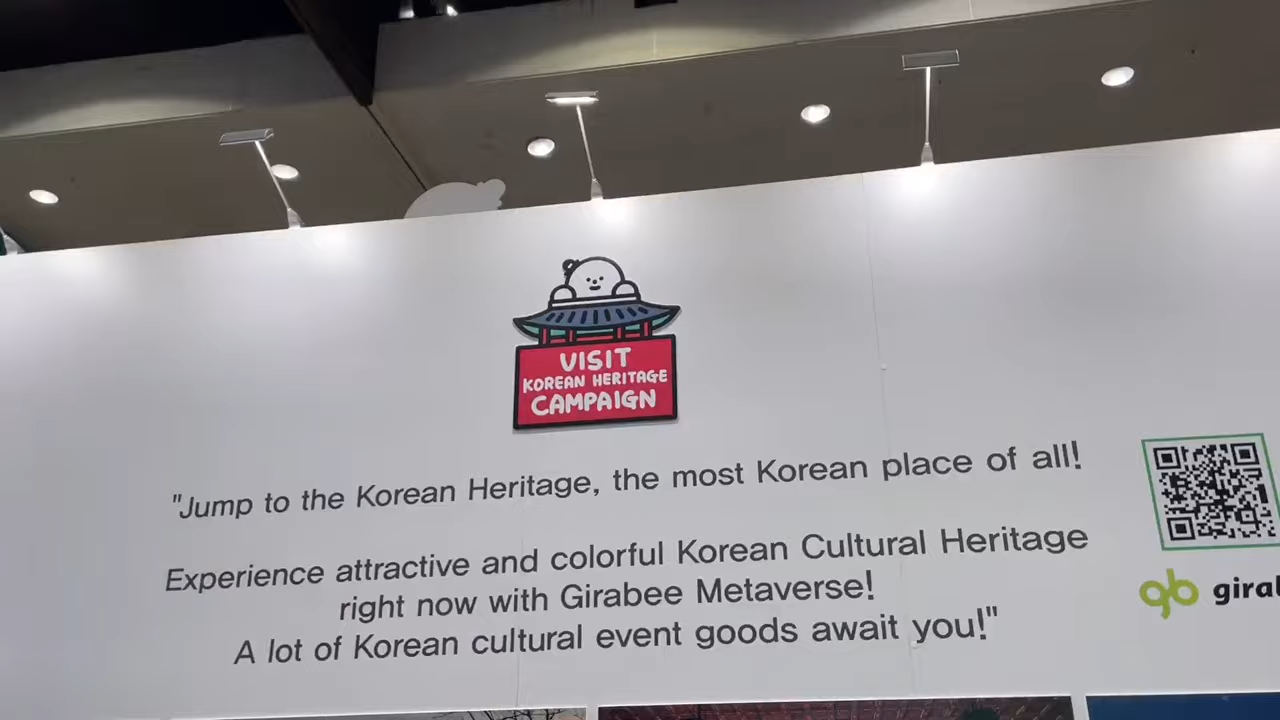 VISIT
KOREAN HERITAGE
CAMPAIGN
"Jump to the Korean Heritage, the most Korean place of all!
Experience attractive and colorful Korean Cultural Heritage
right now with Girabee Metaverse!
A lot of Korean cultural event goods await you!"
gb